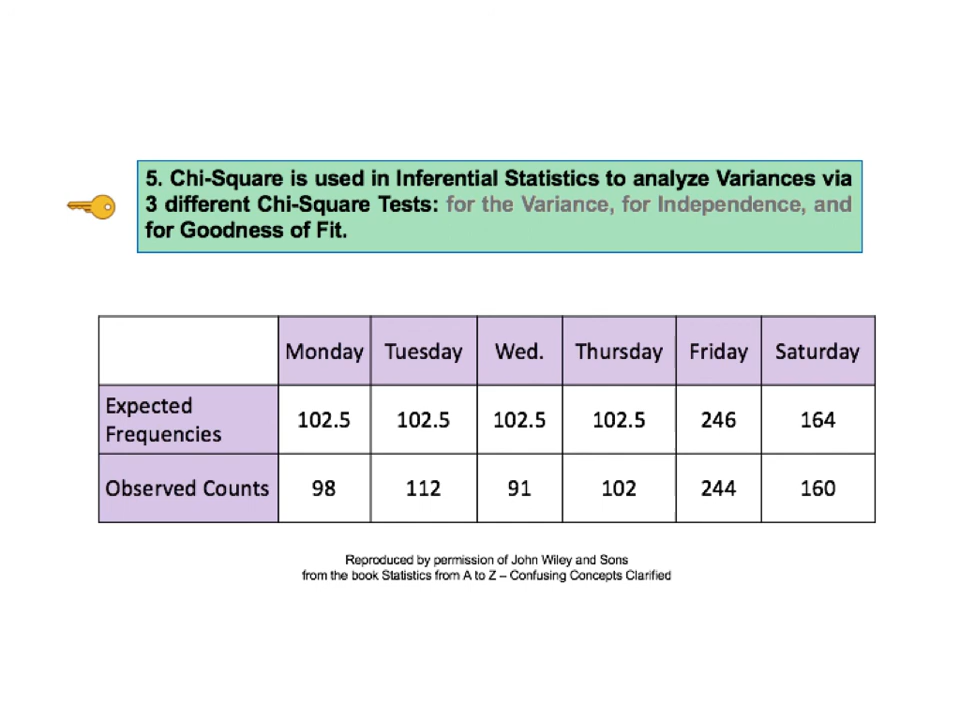 5. Chi-Square is used in Inferential Statistics to analyze Variances via
3 different Chi-Square Tests: for the Variance, for Independence, and
for Goodness of Fit.
Monday Tuesday Wed. Thursday Friday Saturday
Expected
Frequencies 102.5 102.5 102.5 102.5 246 164
Observed Counts 98 112 91 102 244 160
Reproduced by permission of John Wiley and Sons
from the book Statistics from A to Z – Confusing Concepts Clarified